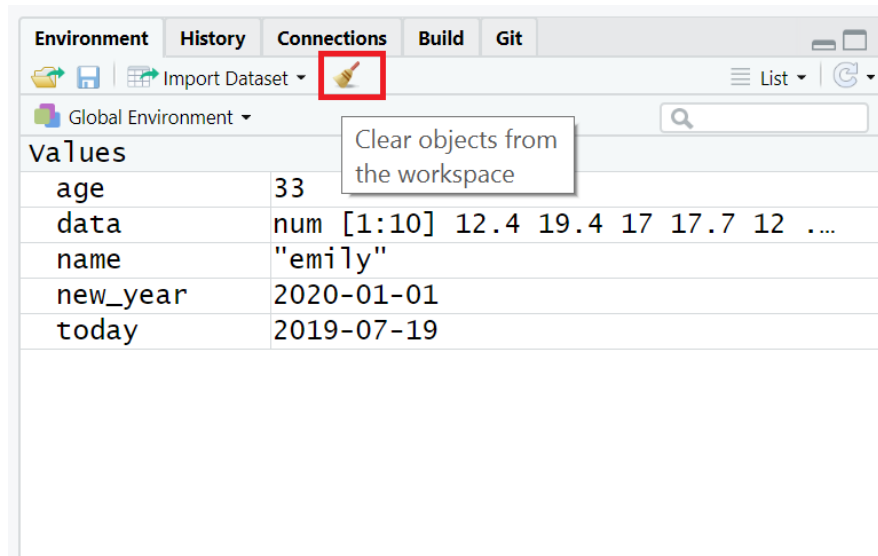 Environment History Connections Build Git
Import Dataset List
Global Environment
Clear objects from
the workspace
Values
age 33
data num [1:10] 12.4 19.4 17 17.7 12 ....
name "emily"
new_year 2020-01-01
today 2019-07-19